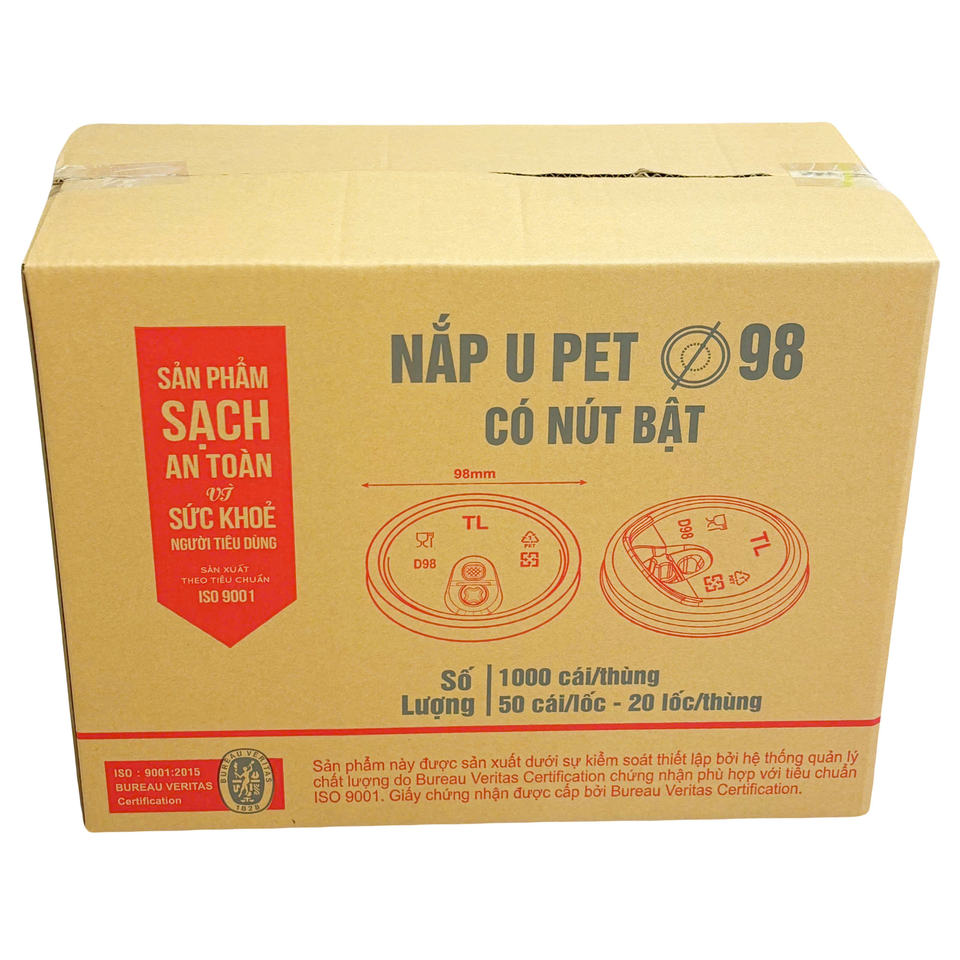 SẢN PHẨM
SẠCH
AN TOÀN
VÌ
SỨC KHOẺ
NGƯỜI TIÊU DÙNG
SẢN XUẤT
THEO TIÊU CHUẨN
ISO 9001
NẮP U PET Ø 98
CÓ NÚT BẬT
98mm
TL
1
PET
D98
D98
TL
Số Lượng
1000 cái/thùng
50 cái/lốc - 20 lốc/thùng
ISO : 9001:2015
BUREAU VERITAS
Certification
BUREAU VERITAS
1828
Sản phẩm này được sản xuất dưới sự kiểm soát thiết lập bởi hệ thống quản lý
chất lượng do Bureau Veritas Certification chứng nhận phù hợp với tiêu chuẩn
ISO 9001. Giấy chứng nhận được cấp bởi Bureau Veritas Certification.